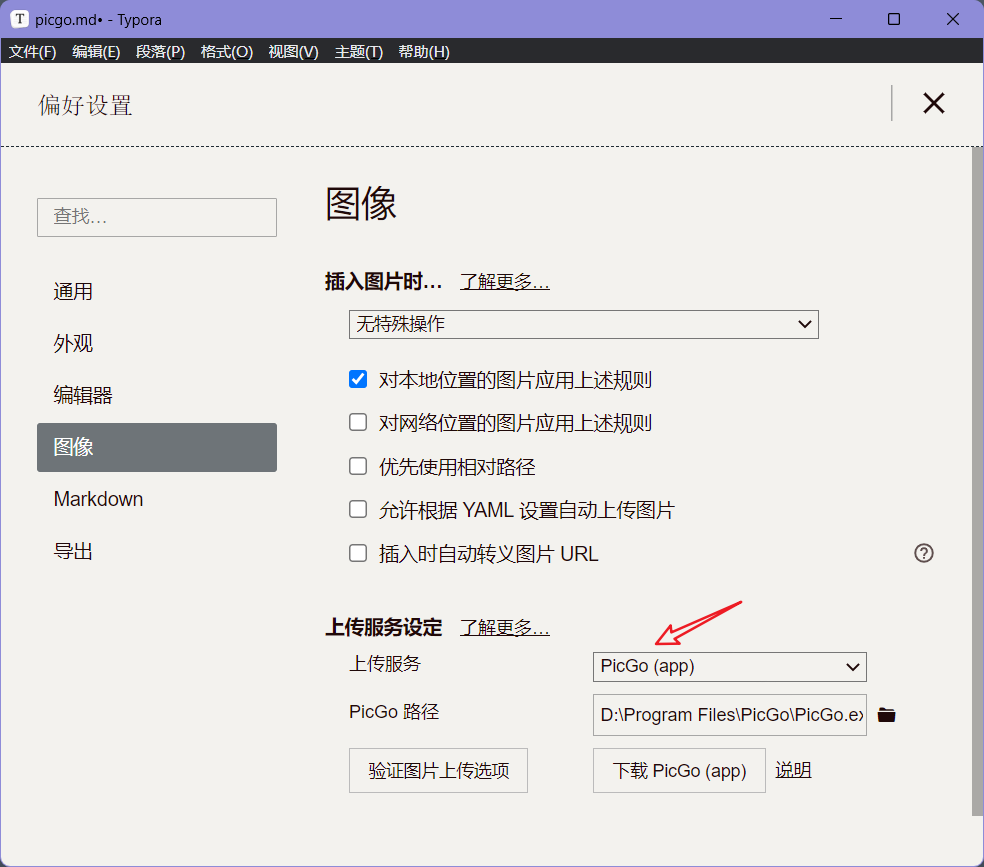 T picgo.md• - Typora
文件(F) 编辑(E) 段落(P) 格式(O) 视图(V) 主题(T) 帮助(H)
偏好设置
查找...
通用
外观
编辑器
图像
Markdown
导出
图像
插入图片时... 了解更多...
无特殊操作
对本地位置的图片应用上述规则
对网络位置的图片应用上述规则
优先使用相对路径
允许根据 YAML 设置自动上传图片
插入时自动转义图片 URL
?
上传服务设定 了解更多...
上传服务 PicGo (app)
PicGo 路径 D:\Program Files\PicGo\PicGo.ex
验证图片上传选项 下载 PicGo (app) 说明